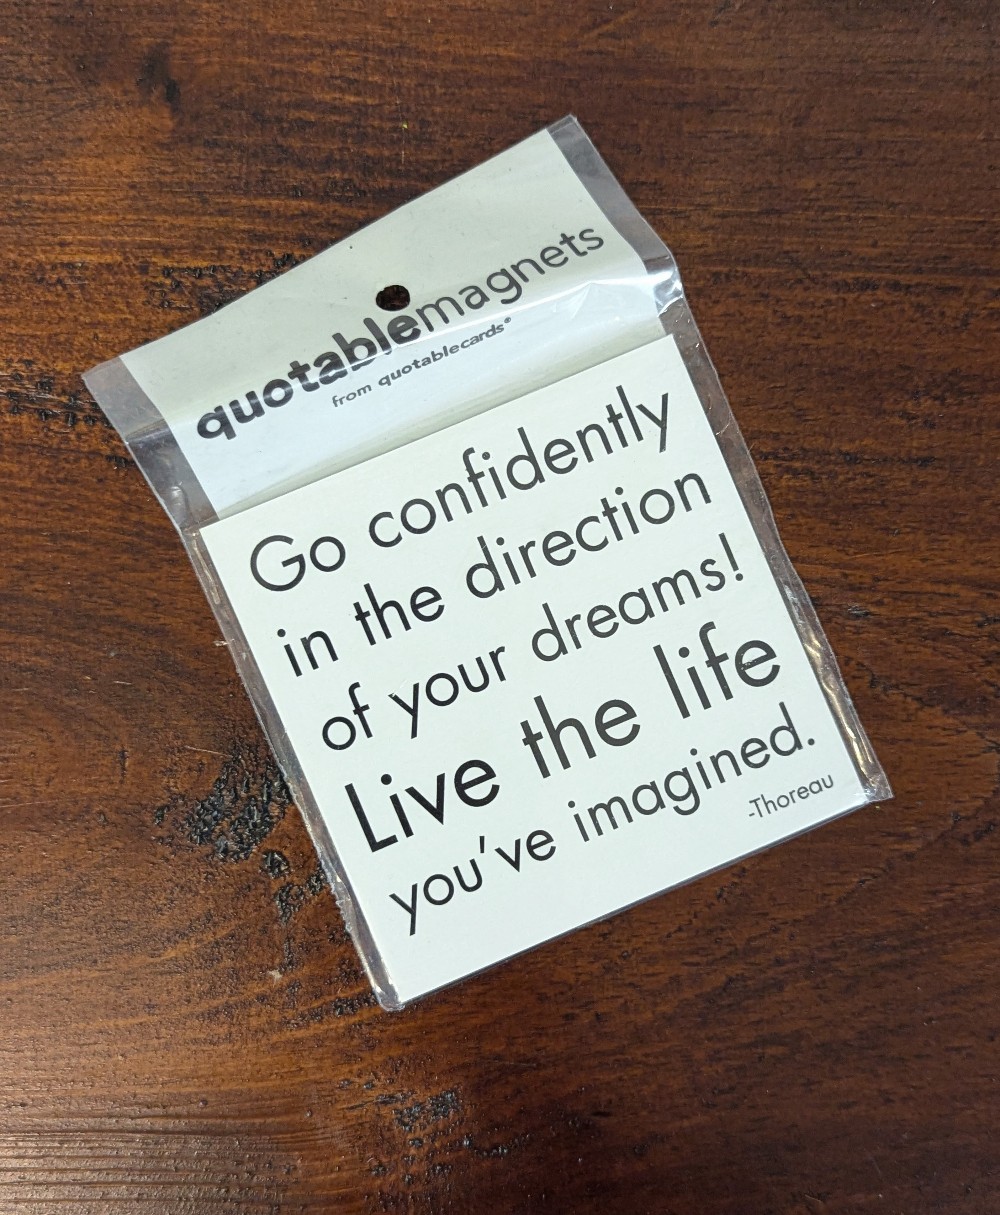 quotablemagnets
from quotablecards®
Go confidently
in the direction
of your dreams!
Live the life
you've imagined.
-Thoreau